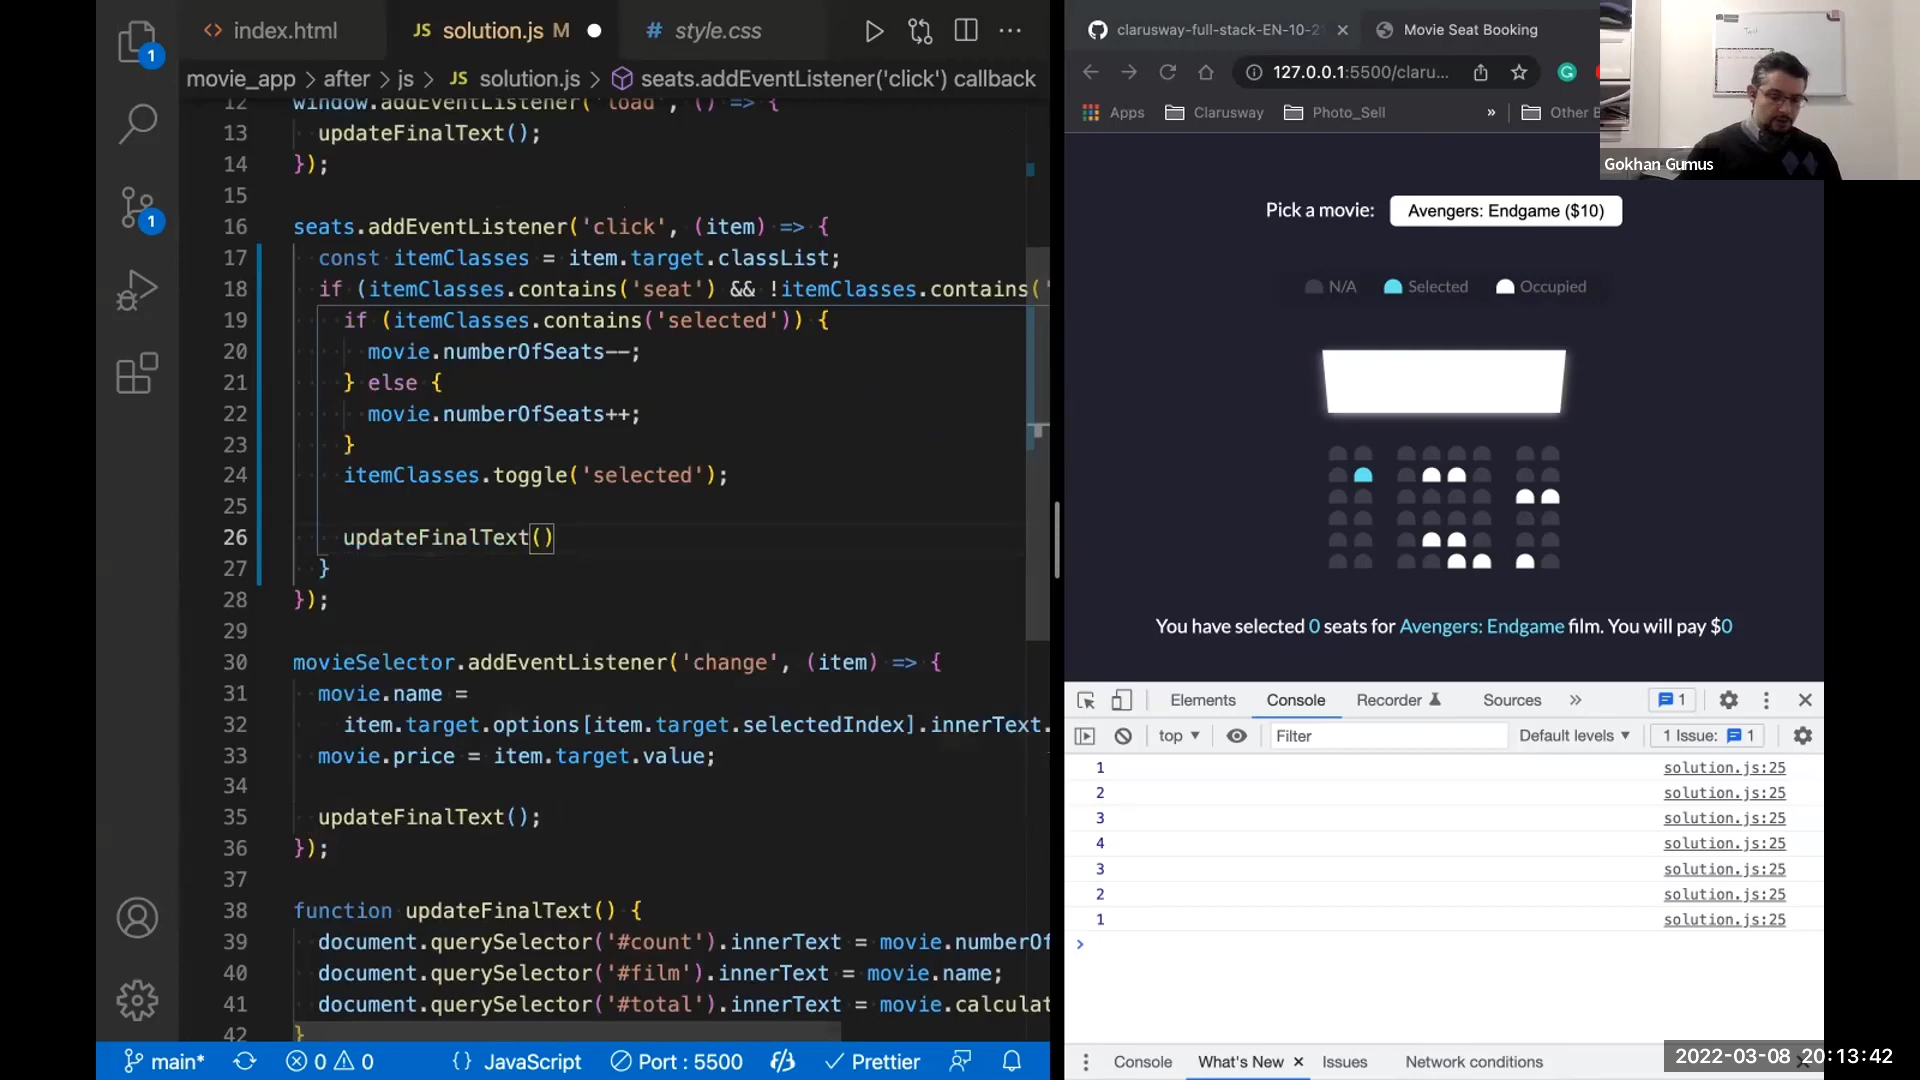 index.html
JS solution.js M
# style.css
movie_app > after > js > JS solution.js > seats.addEventListener('click') callback
12 window.addEventListener('load', () => {
13 updateFinalText();
14 });
15
16 seats.addEventListener('click', (item) => {
17 const itemClasses = item.target.classList;
18 if (itemClasses.contains('seat') && !itemClasses.contains('
19 if (itemClasses.contains('selected')) {
20 movie.numberOfSeats--;
21 } else {
22 movie.numberOfSeats++;
23 }
24 itemClasses.toggle('selected');
25
26 updateFinalText()
27 }
28 });
29
30 movieSelector.addEventListener('change', (item) => {
31 movie.name =
32 item.target.options[item.target.selectedIndex].innerText.
33 movie.price = item.target.value;
34
35 updateFinalText();
36 });
37
38 function updateFinalText() {
39 document.querySelector('#count').innerText = movie.numberOf
40 document.querySelector('#film').innerText = movie.name;
41 document.querySelector('#total').innerText = movie.calculat
42 }
1
1
main*
0 0
{} JavaScript
Port : 5500
Prettier
clarusway-full-stack-EN-10-2
Movie Seat Booking
127.0.0.1:5500/claru...
Apps
Clarusway
Photo_Sell
»
Other B
Gokhan Gumus
Pick a movie: Avengers: Endgame ($10)
N/A Selected Occupied
You have selected 0 seats for Avengers: Endgame film. You will pay $0
Elements Console Recorder Sources » 1
top Filter Default levels 1 Issue: 1
1 solution.js:25
2 solution.js:25
3 solution.js:25
4 solution.js:25
3 solution.js:25
2 solution.js:25
1 solution.js:25
>
Console What's New Issues Network conditions
2022-03-08 20:13:42